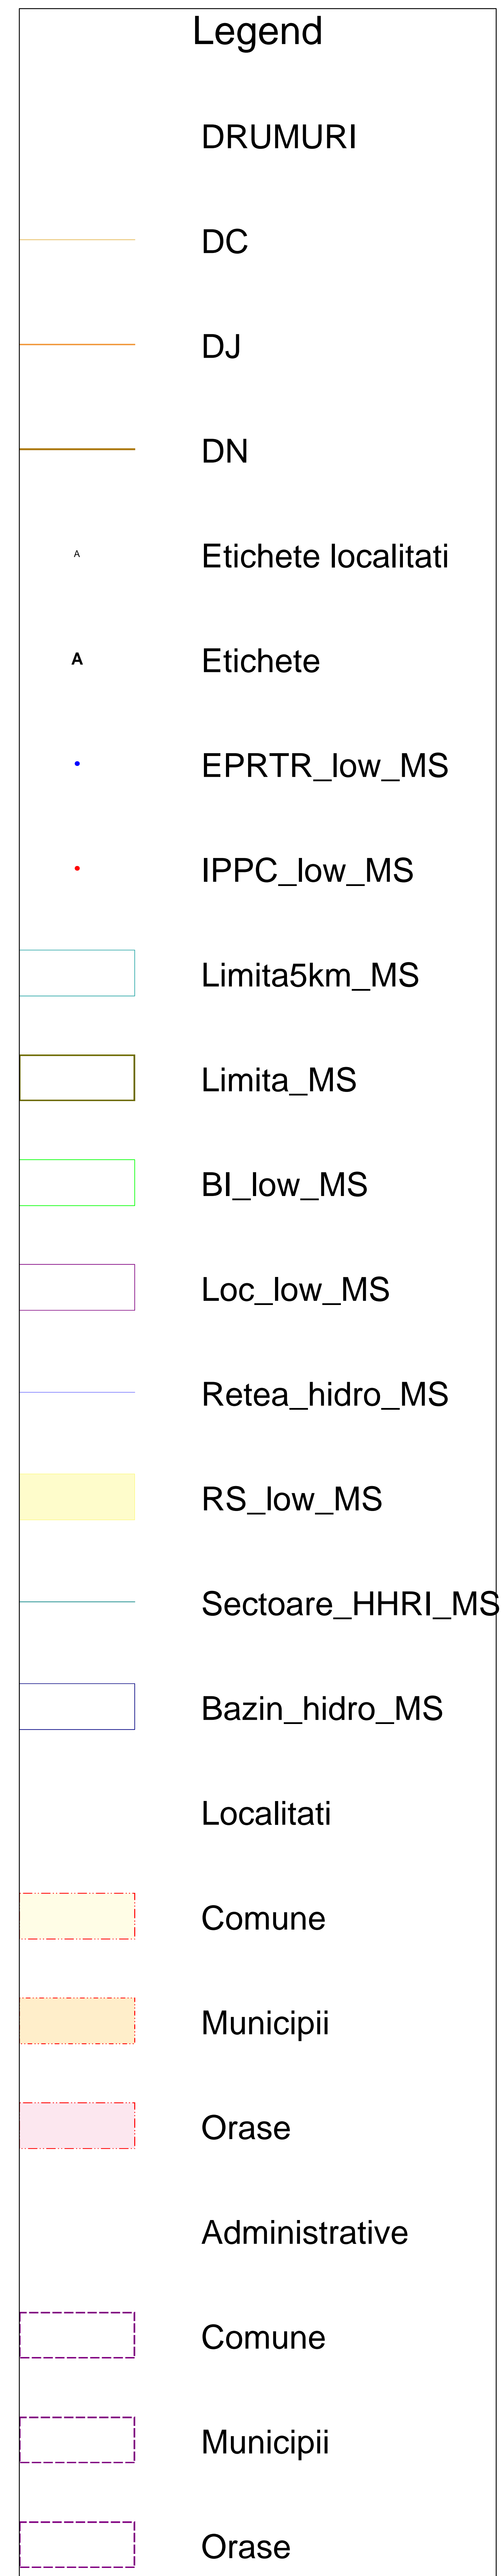 Legend
DRUMURI
DC
DJ
DN
A Etichete localitati
A Etichete
EPRTR_low_MS
IPPC_low_MS
Limita5km_MS
Limita_MS
BI_low_MS
Loc_low_MS
Retea_hidro_MS
RS_low_MS
Sectoare_HHRI_MS
Bazin_hidro_MS
Localitati
Comune
Municipii
Orase
Administrative
Comune
Municipii
Orase